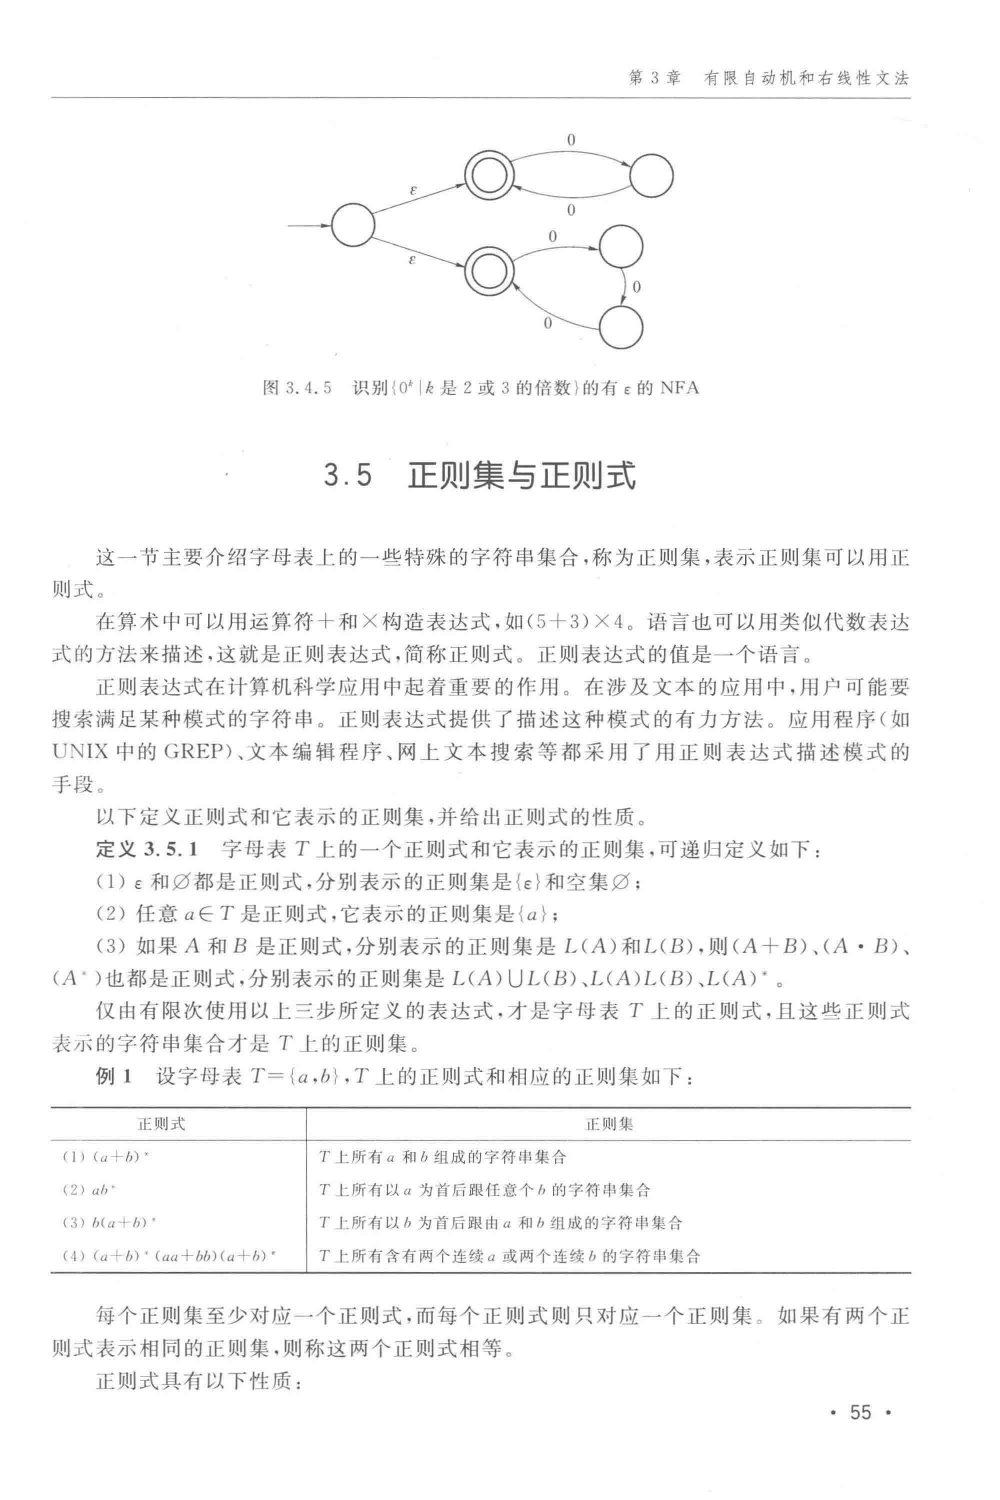 第 3 章 有限自动机和右线性文法
0
ε
0
0
ε
0
0
图 3.4.5 识别{0ᵏ|k 是 2 或 3 的倍数}的有 ε 的 NFA
3.5 正则集与正则式
这一节主要介绍字母表上的一些特殊的字符串集合,称为正则集,表示正则集可以用正
则式。
在算术中可以用运算符+和×构造表达式,如(5+3)×4。语言也可以用类似代数表达
式的方法来描述,这就是正则表达式,简称正则式。正则表达式的值是一个语言。
正则表达式在计算机科学应用中起着重要的作用。在涉及文本的应用中,用户可能要
搜索满足某种模式的字符串。正则表达式提供了描述这种模式的有力方法。应用程序(如
UNIX 中的 GREP)、文本编辑程序、网上文本搜索等都采用了用正则表达式描述模式的
手段。
以下定义正则式和它表示的正则集,并给出正则式的性质。
定义 3.5.1 字母表 T 上的一个正则式和它表示的正则集,可递归定义如下:
(1) ε 和∅都是正则式,分别表示的正则集是{ε}和空集∅;
(2) 任意 a∈T 是正则式,它表示的正则集是{a};
(3) 如果 A 和 B 是正则式,分别表示的正则集是 L(A)和L(B),则(A+B)、(A·B)、
(A*)也都是正则式,分别表示的正则集是 L(A)∪L(B)、L(A)L(B)、L(A)*。
仅由有限次使用以上三步所定义的表达式,才是字母表 T 上的正则式,且这些正则式
表示的字符串集合才是 T 上的正则集。
例 1 设字母表 T={a,b},T 上的正则式和相应的正则集如下:
正则式 正则集
(1) (a+b)* T 上所有 a 和 b 组成的字符串集合
(2) ab* T 上所有以 a 为首后跟任意个 b 的字符串集合
(3) b(a+b)* T 上所有以 b 为首后跟由 a 和 b 组成的字符串集合
(4) (a+b)*(aa+bb)(a+b)* T 上所有含有两个连续 a 或两个连续 b 的字符串集合
每个正则集至少对应一个正则式,而每个正则式则只对应一个正则集。如果有两个正
则式表示相同的正则集,则称这两个正则式相等。
正则式具有以下性质:
· 55 ·